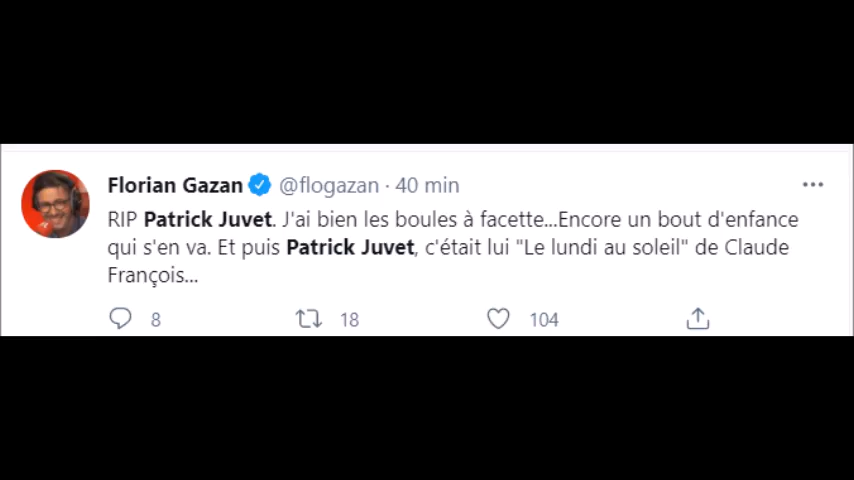 Florian Gazan @flogazan · 40 min
RIP Patrick Juvet. J'ai bien les boules à facette...Encore un bout d'enfance
qui s'en va. Et puis Patrick Juvet, c'était lui "Le lundi au soleil" de Claude
François...
8 18 104